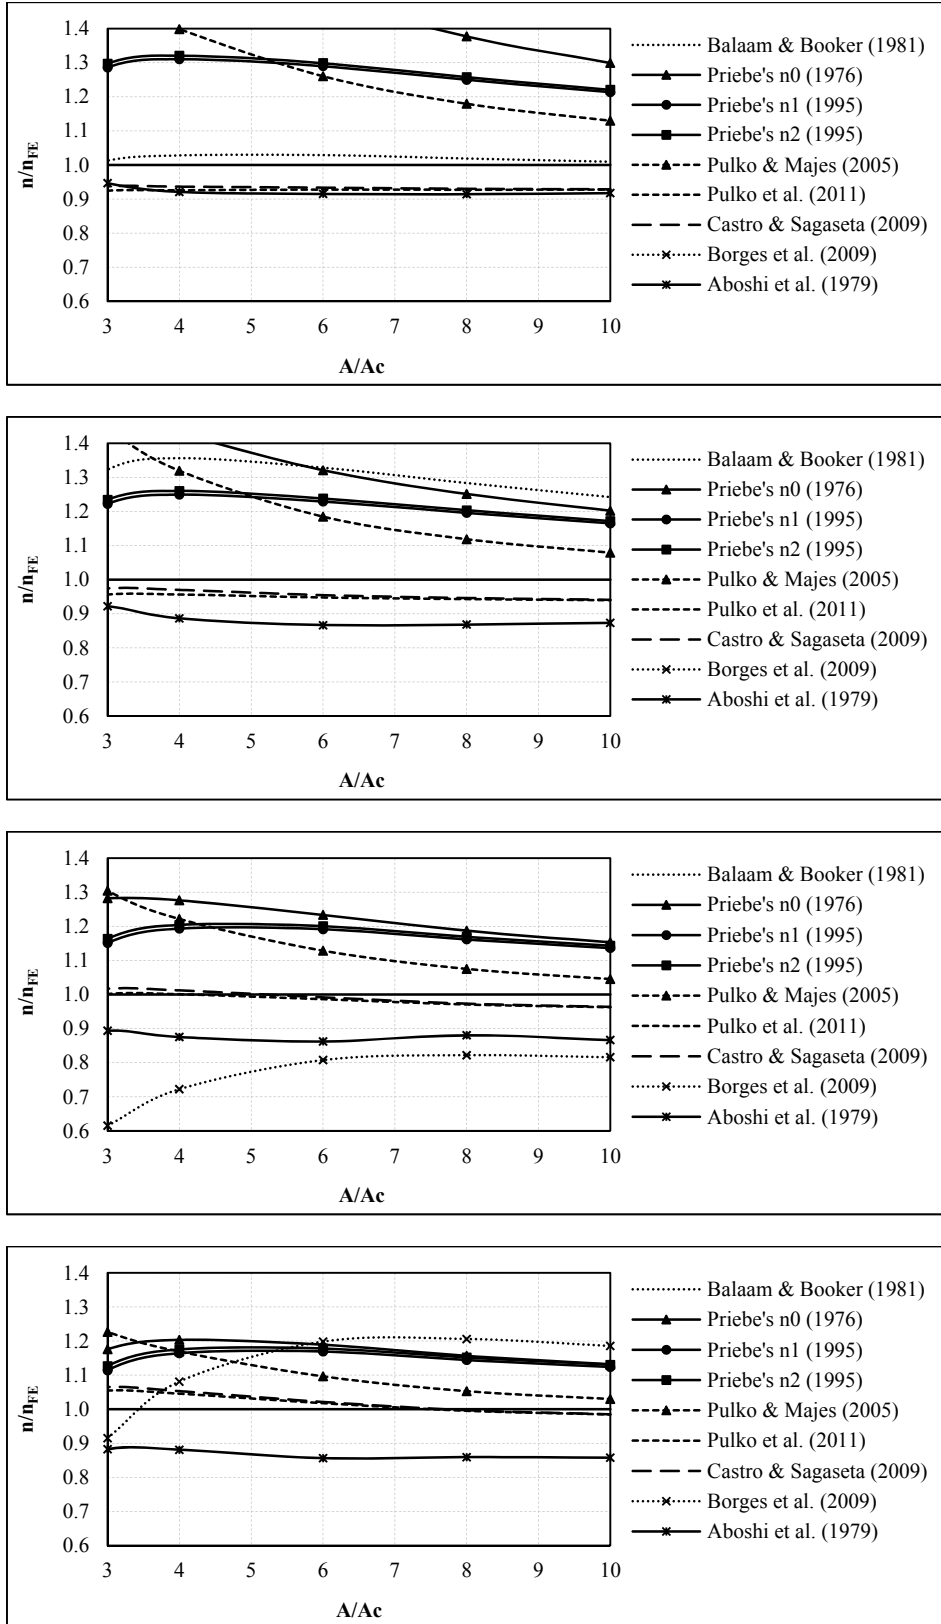 1.4
1.3
1.2
1.1
1.0
0.9
0.8
0.7
0.6
n/nFE
3 4 5 6 7 8 9 10
A/Ac
Balaam & Booker (1981)
Priebe's n0 (1976)
Priebe's n1 (1995)
Priebe's n2 (1995)
Pulko & Majes (2005)
Pulko et al. (2011)
Castro & Sagaseta (2009)
Borges et al. (2009)
Aboshi et al. (1979)
1.4
1.3
1.2
1.1
1.0
0.9
0.8
0.7
0.6
n/nFE
3 4 5 6 7 8 9 10
A/Ac
Balaam & Booker (1981)
Priebe's n0 (1976)
Priebe's n1 (1995)
Priebe's n2 (1995)
Pulko & Majes (2005)
Pulko et al. (2011)
Castro & Sagaseta (2009)
Borges et al. (2009)
Aboshi et al. (1979)
1.4
1.3
1.2
1.1
1.0
0.9
0.8
0.7
0.6
n/nFE
3 4 5 6 7 8 9 10
A/Ac
Balaam & Booker (1981)
Priebe's n0 (1976)
Priebe's n1 (1995)
Priebe's n2 (1995)
Pulko & Majes (2005)
Pulko et al. (2011)
Castro & Sagaseta (2009)
Borges et al. (2009)
Aboshi et al. (1979)
1.4
1.3
1.2
1.1
1.0
0.9
0.8
0.7
0.6
n/nFE
3 4 5 6 7 8 9 10
A/Ac
Balaam & Booker (1981)
Priebe's n0 (1976)
Priebe's n1 (1995)
Priebe's n2 (1995)
Pulko & Majes (2005)
Pulko et al. (2011)
Castro & Sagaseta (2009)
Borges et al. (2009)
Aboshi et al. (1979)